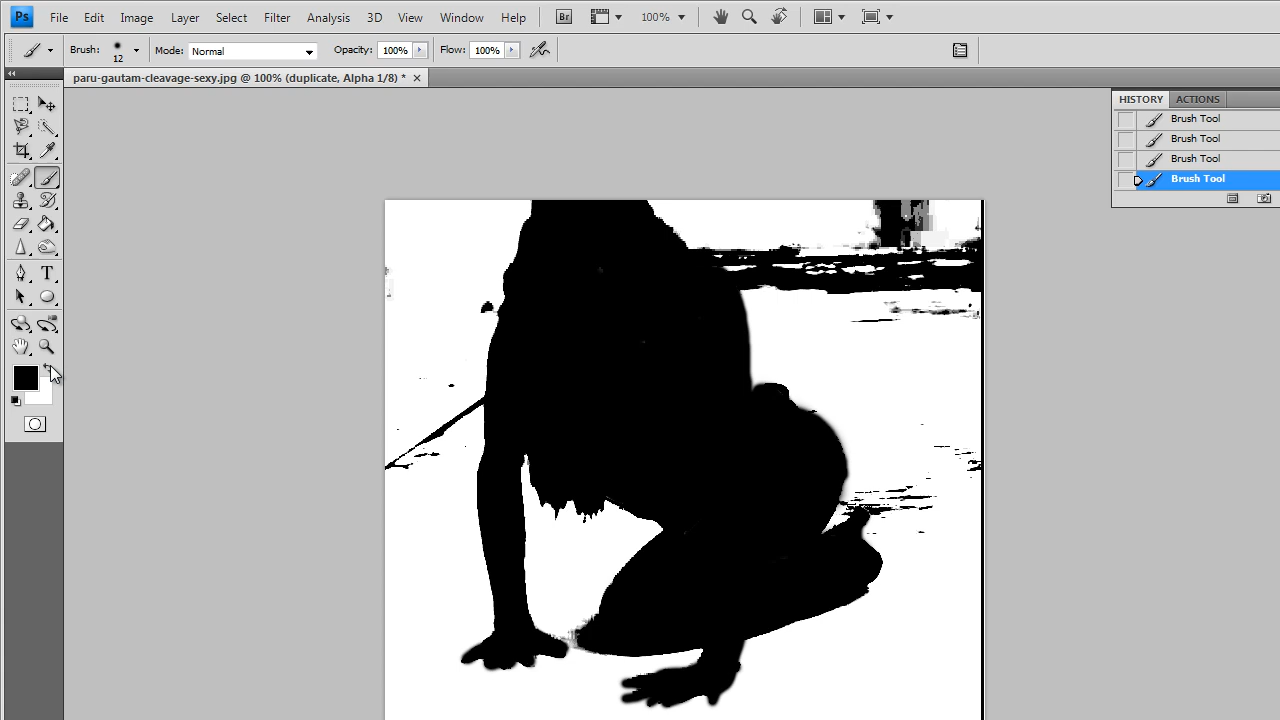 Ps File Edit Image Layer Select Filter Analysis 3D View Window Help Br 100%
Brush: 12 Mode: Normal Opacity: 100% Flow: 100%
paru-gautam-cleavage-sexy.jpg @ 100% (duplicate, Alpha 1/8) *
HISTORY ACTIONS
Brush Tool
Brush Tool
Brush Tool
Brush Tool
T